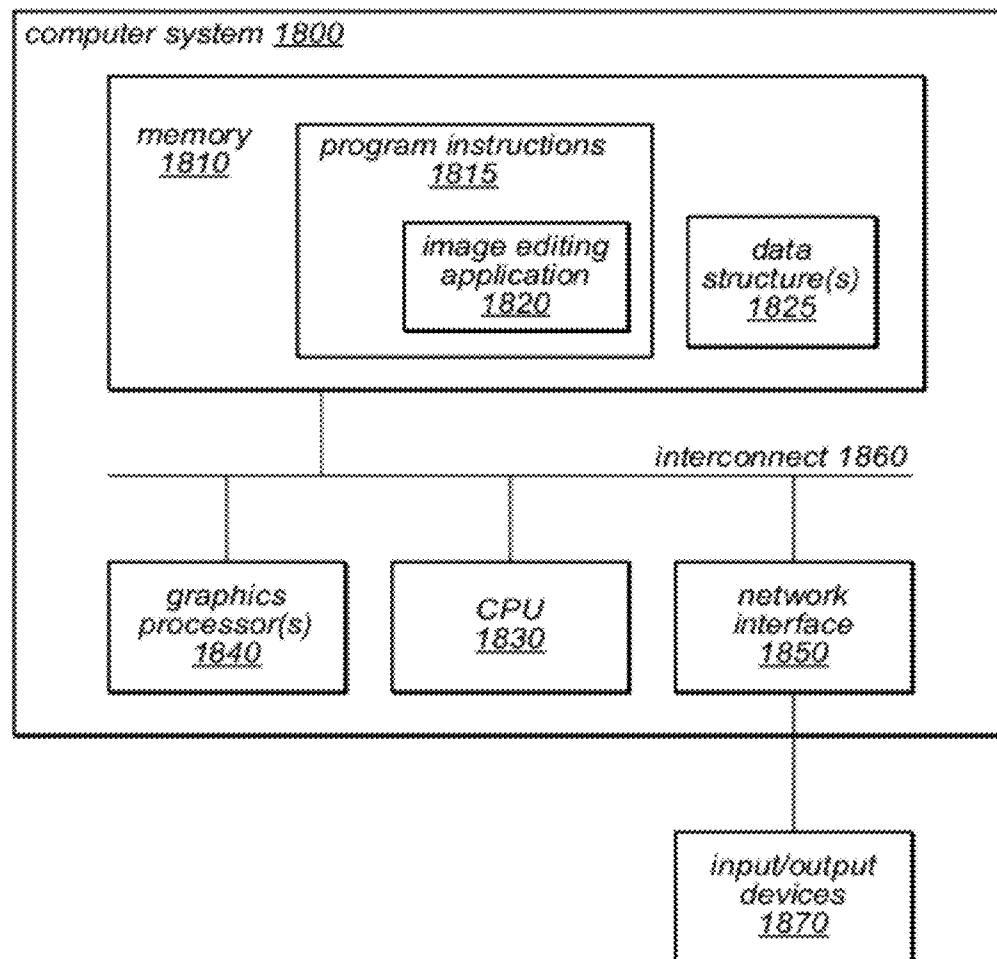 computer system 1800
memory
1810
program instructions
1815
image editing
application
1820
data
structure(s)
1825
interconnect 1860
graphics
processor(s)
1840
CPU
1830
network
interface
1850
input/output
devices
1870